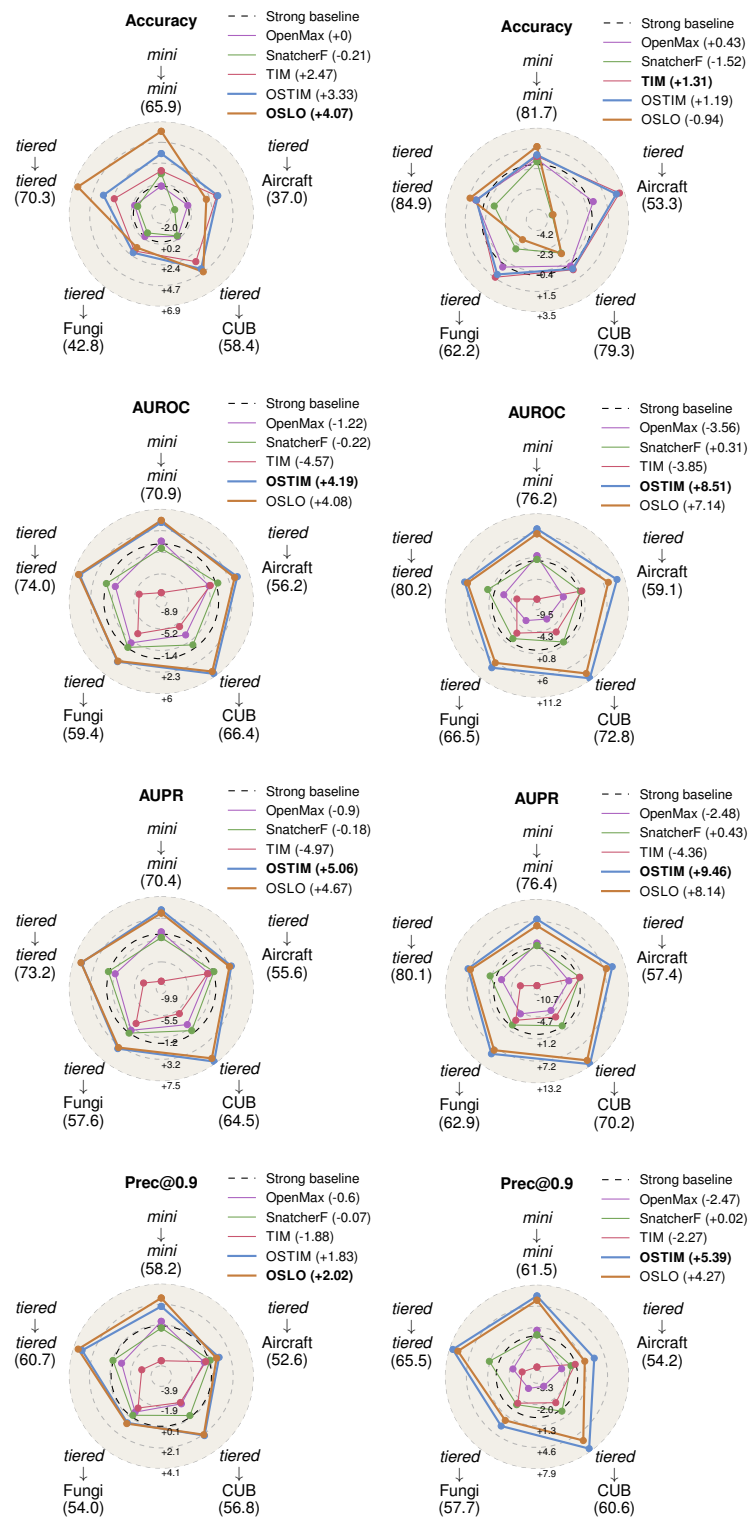 Accuracy
Strong baseline
OpenMax (+0)
SnatcherF (-0.21)
TIM (+2.47)
OSTIM (+3.33)
OSLO (+4.07)
mini
↓
mini
(65.9)
tiered
↓
tiered
(70.3)
tiered
↓
Aircraft
(37.0)
-2.0
+0.2
+2.4
+4.7
+6.9
tiered
↓
Fungi
(42.8)
tiered
↓
CUB
(58.4)
Accuracy
Strong baseline
OpenMax (+0.43)
SnatcherF (-1.52)
TIM (+1.31)
OSTIM (+1.19)
OSLO (-0.94)
mini
↓
mini
(81.7)
tiered
↓
tiered
(84.9)
tiered
↓
Aircraft
(53.3)
-4.2
-2.3
-0.4
+1.5
+3.5
tiered
↓
Fungi
(62.2)
tiered
↓
CUB
(79.3)
AUROC
Strong baseline
OpenMax (-1.22)
SnatcherF (-0.22)
TIM (-4.57)
OSTIM (+4.19)
OSLO (+4.08)
mini
↓
mini
(70.9)
tiered
↓
tiered
(74.0)
tiered
↓
Aircraft
(56.2)
-8.9
-5.2
-1.4
+2.3
+6
tiered
↓
Fungi
(59.4)
tiered
↓
CUB
(66.4)
AUROC
Strong baseline
OpenMax (-3.56)
SnatcherF (+0.31)
TIM (-3.85)
OSTIM (+8.51)
OSLO (+7.14)
mini
↓
mini
(76.2)
tiered
↓
tiered
(80.2)
tiered
↓
Aircraft
(59.1)
-9.5
-4.3
+0.8
+6
+11.2
tiered
↓
Fungi
(66.5)
tiered
↓
CUB
(72.8)
AUPR
Strong baseline
OpenMax (-0.9)
SnatcherF (-0.18)
TIM (-4.97)
OSTIM (+5.06)
OSLO (+4.67)
mini
↓
mini
(70.4)
tiered
↓
tiered
(73.2)
tiered
↓
Aircraft
(55.6)
-9.9
-5.5
-1.2
+3.2
+7.5
tiered
↓
Fungi
(57.6)
tiered
↓
CUB
(64.5)
AUPR
Strong baseline
OpenMax (-2.48)
SnatcherF (+0.43)
TIM (-4.36)
OSTIM (+9.46)
OSLO (+8.14)
mini
↓
mini
(76.4)
tiered
↓
tiered
(80.1)
tiered
↓
Aircraft
(57.4)
-10.7
-4.7
+1.2
+7.2
+13.2
tiered
↓
Fungi
(62.9)
tiered
↓
CUB
(70.2)
Prec@0.9
Strong baseline
OpenMax (-0.6)
SnatcherF (-0.07)
TIM (-1.88)
OSTIM (+1.83)
OSLO (+2.02)
mini
↓
mini
(58.2)
tiered
↓
tiered
(60.7)
tiered
↓
Aircraft
(52.6)
-3.9
-1.9
+0.1
+2.1
+4.1
tiered
↓
Fungi
(54.0)
tiered
↓
CUB
(56.8)
Prec@0.9
Strong baseline
OpenMax (-2.47)
SnatcherF (+0.02)
TIM (-2.27)
OSTIM (+5.39)
OSLO (+4.27)
mini
↓
mini
(61.5)
tiered
↓
tiered
(65.5)
tiered
↓
Aircraft
(54.2)
-2.0
+1.3
+4.6
+7.9
tiered
↓
Fungi
(57.7)
tiered
↓
CUB
(60.6)